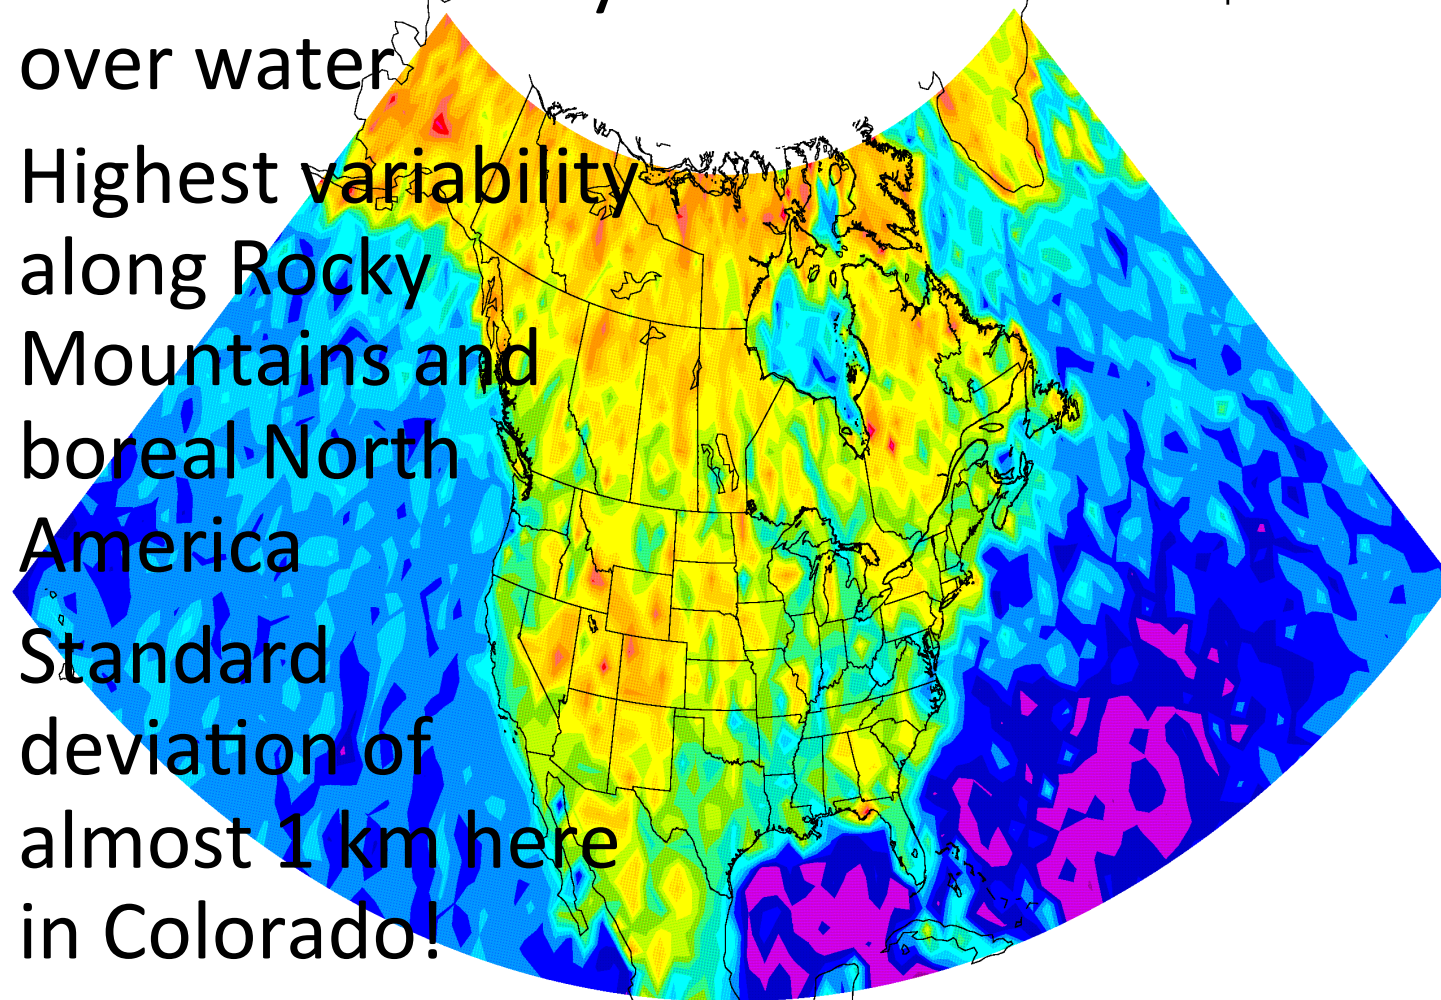 over water
Highest variability
along Rocky
Mountains and
boreal North
America
Standard
deviation of
almost 1 km here
in Colorado!